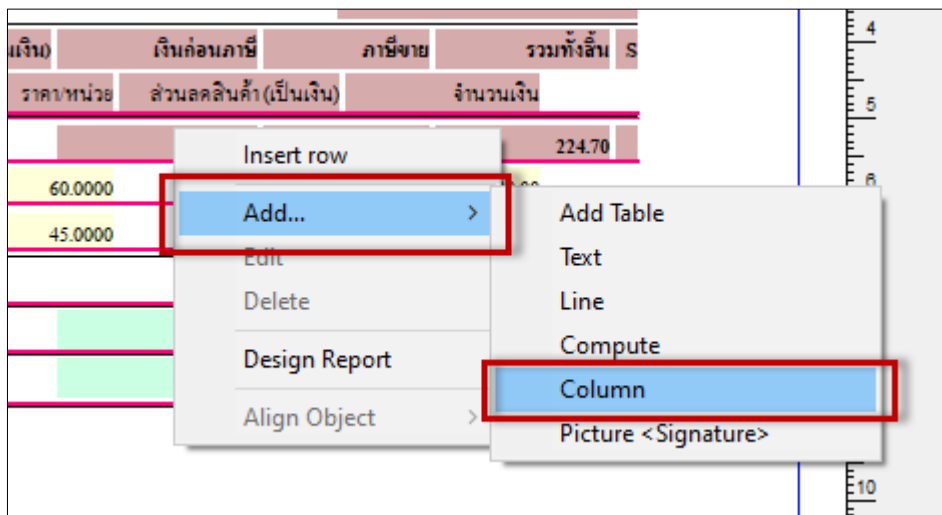 เงินก่อนภาษี ภาษีขาย รวมทั้งสิ้น S
ราคา/หน่วย ส่วนลดสินค้า (เป็นเงิน) จำนวนเงิน
224.70
60.0000
45.0000
Insert row
Add...
Edit
Delete
Design Report
Align Object
Add Table
Text
Line
Compute
Column
Picture <Signature>
4
5
6
10